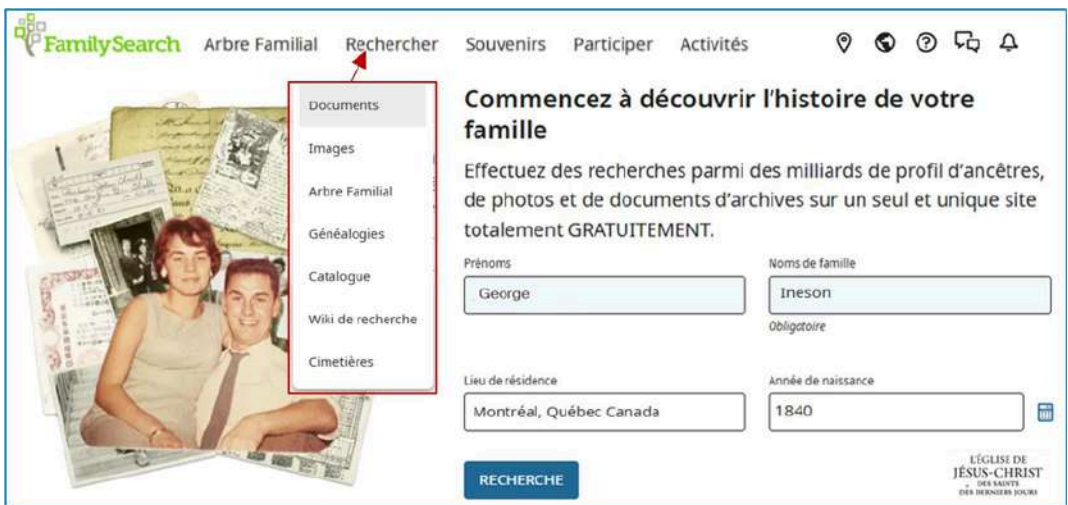 FamilySearch Arbre Familial Rechercher Souvenirs Participer Activités
Documents
Images
Arbre Familial
Généalogies
Catalogue
Wiki de recherche
Cimetières
Commencez à découvrir l'histoire de votre
famille
Effectuez des recherches parmi des milliards de profil d'ancêtres,
de photos et de documents d'archives sur un seul et unique site
totalement GRATUITEMENT.
Prénoms
George
Noms de famille
Ineson
Obligatoire
Lieu de résidence
Montréal, Québec Canada
Année de naissance
1840
RECHERCHE
L'ÉGLISE DE
JÉSUS-CHRIST
DES SAINTS
DES DERNIERS JOURS